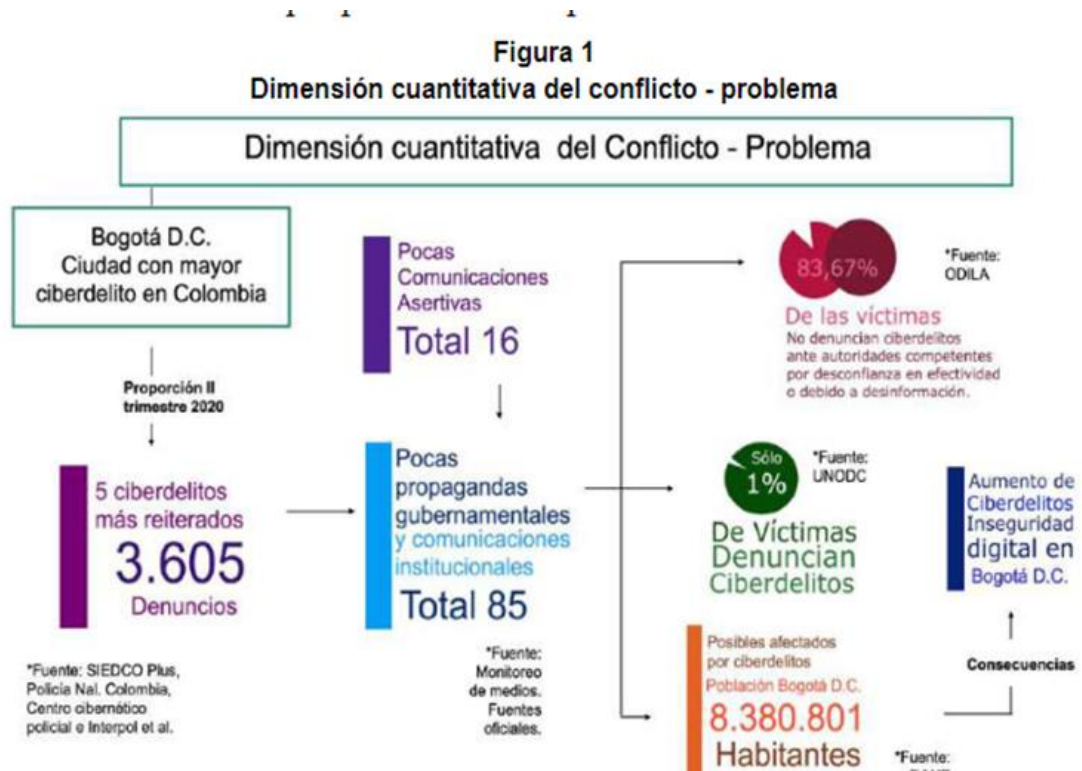 Figura 1
Dimensión cuantitativa del conflicto - problema
Dimensión cuantitativa del Conflicto - Problema
Bogotá D.C.
Ciudad con mayor
ciberdelito en Colombia
Proporción II
trimestre 2020
5 ciberdelitos
más reiterados
3.605
Denuncios
*Fuente: SIEDCO Plus,
Policía Nal. Colombia,
Centro cibernético
policial e Interpol et al.
Pocas
Comunicaciones
Asertivas
Total 16
Pocas
propagandas
gubernamentales
y comunicaciones
institucionales
Total 85
*Fuente:
Monitoreo
de medios.
Fuentes
oficiales.
83,67%
*Fuente:
ODILA
De las víctimas
No denuncian ciberdelitos
ante autoridades competentes
por desconfianza en efectividad
o debido a desinformación.
Sólo
1%
*Fuente:
UNODC
De Víctimas
Denuncian
Ciberdelitos
Posibles afectados
por ciberdelitos
Población Bogotá D.C.
8.380.801
Habitantes
*Fuente:
Aumento de
Ciberdelitos
Inseguridad
digital en
Bogotá D.C.
Consecuencias